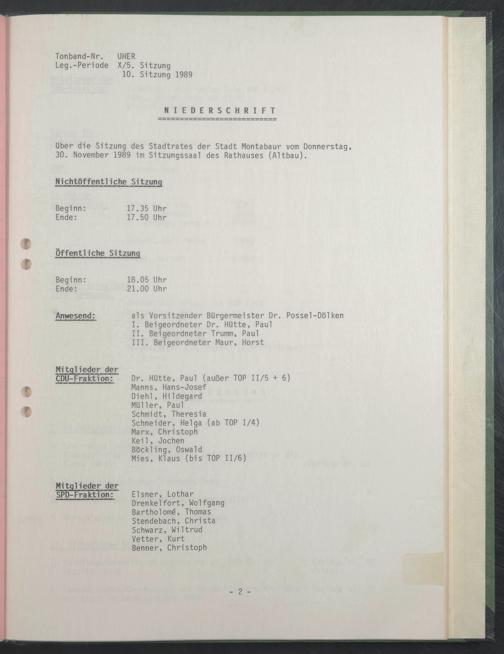 Tonband-Nr. UHER
Leg.-Periode X/5. Sitzung
10. Sitzung 1989
N I E D E R S C H R I F T
über die Sitzung des Stadtrates der Stadt Montabaur vom Donnerstag,
30. November 1989 im Sitzungssaal des Rathauses (Altbau).
Nichtöffentliche Sitzung
Beginn: 17.35 Uhr
Ende: 17.50 Uhr
Öffentliche Sitzung
Beginn: 18.05 Uhr
Ende: 21.00 Uhr
Anwesend: als Vorsitzender Bürgermeister Dr. Possel-Dölken
I. Beigeordneter Dr. Hütte, Paul
II. Beigeordneter Trumm, Paul
III. Beigeordneter Maur, Horst
Mitglieder der
CDU-Fraktion: Dr. Hütte, Paul (außer TOP II/5 + 6)
Manns, Hans-Josef
Diehl, Hildegard
Müller, Paul
Schmidt, Theresia
Schneider, Helga (ab TOP I/4)
Marx, Christoph
Keil, Jochen
Böckling, Oswald
Mies, Klaus (bis TOP II/6)
Mitglieder der
SPD-Fraktion: Elsner, Lothar
Drenkelfort, Wolfgang
Bartholomé, Thomas
Stendebach, Christa
Schwarz, Wiltrud
Vetter, Kurt
Benner, Christoph
- 2 -